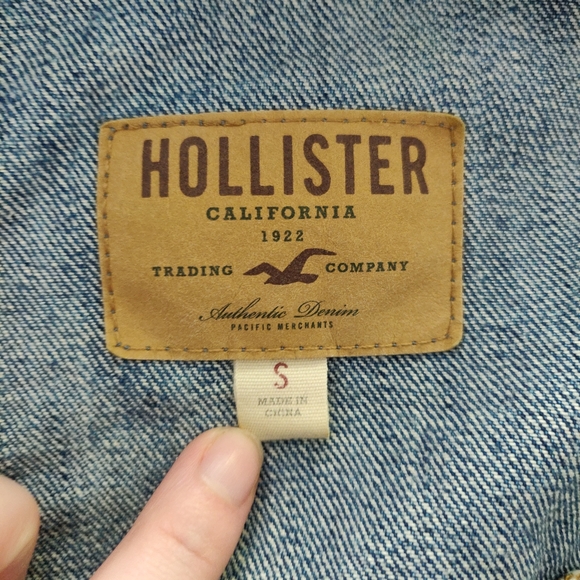 HOLLISTER
CALIFORNIA
1922
TRADING COMPANY
Authentic Denim
PACIFIC MERCHANTS
S
MADE IN
CHINA